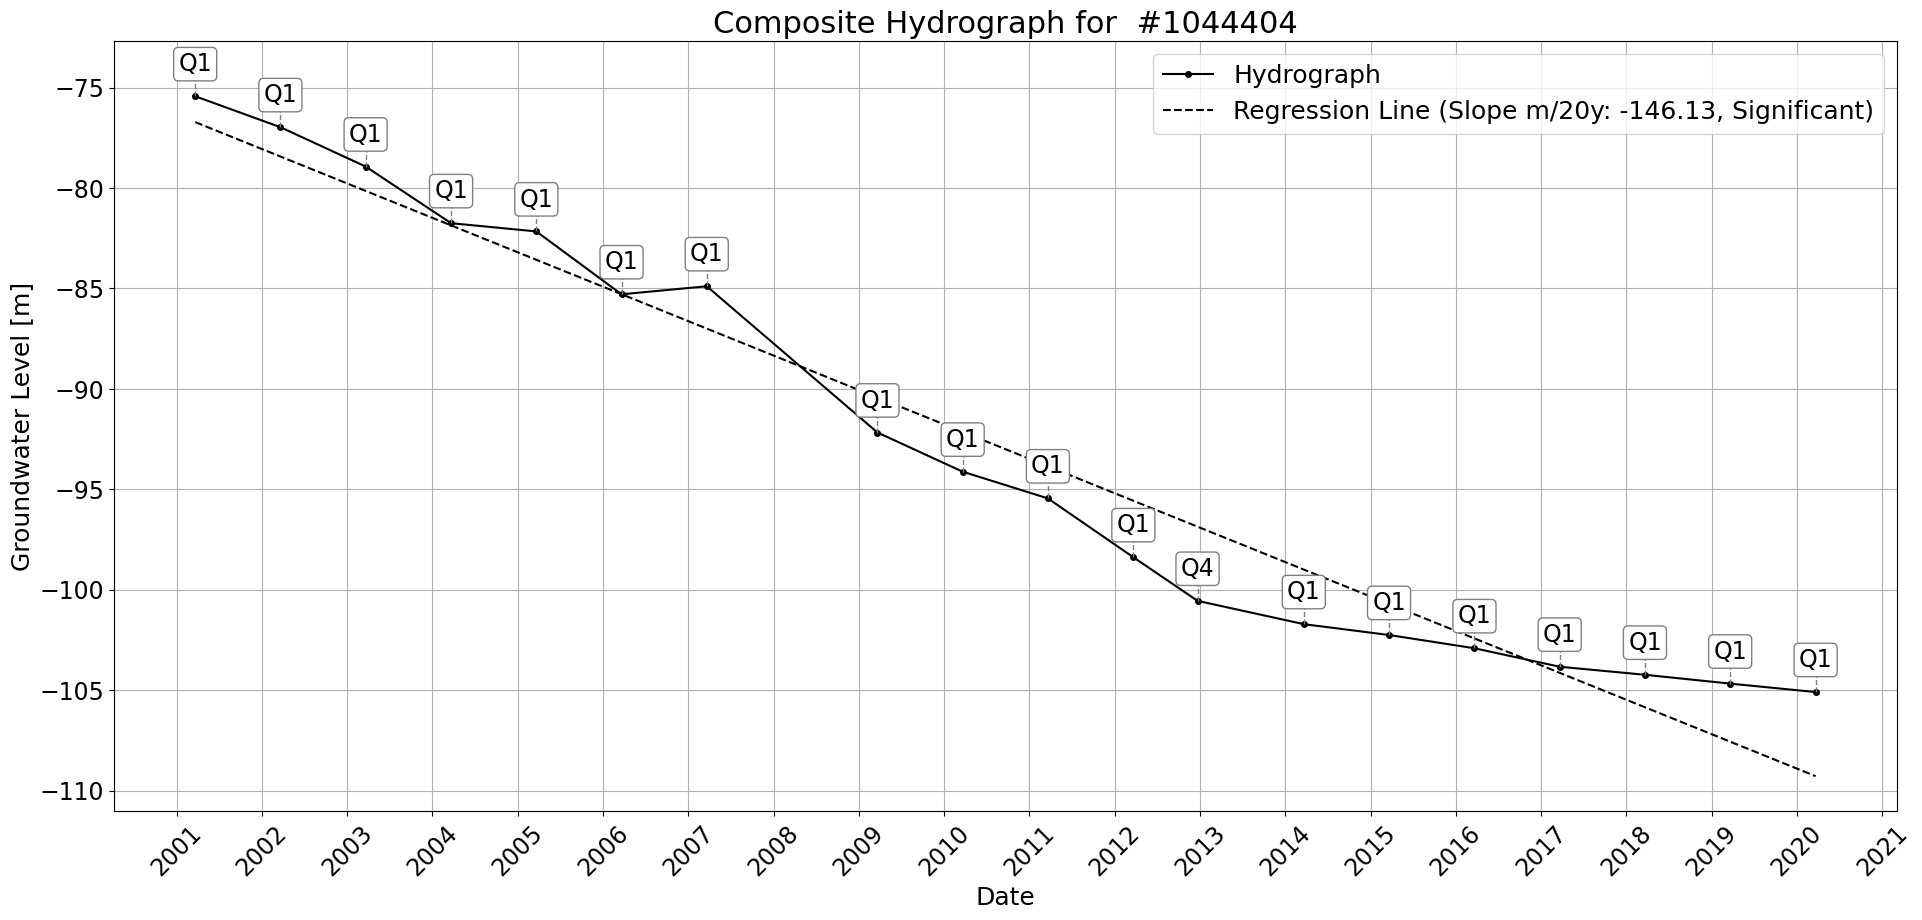 Composite Hydrograph for  #1044404
Hydrograph
Regression Line (Slope m/20y: -146.13, Significant)
Groundwater Level [m]
−75
−80
−85
−90
−95
−100
−105
−110
Q1
Q1
Q1
Q1
Q1
Q1
Q1
Q1
Q1
Q1
Q1
Q4
Q1
Q1
Q1
Q1
Q1
Q1
Q1
2001
2002
2003
2004
2005
2006
2007
2008
2009
2010
2011
2012
2013
2014
2015
2016
2017
2018
2019
2020
2021
Date